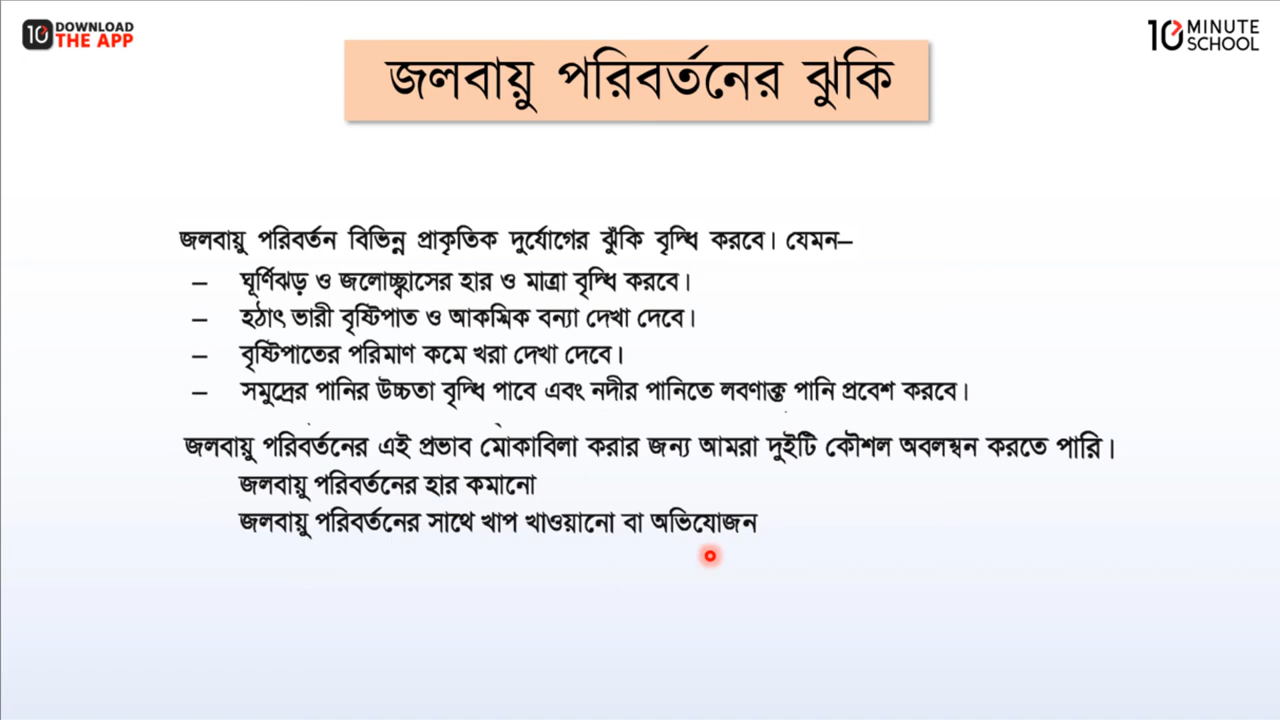 DOWNLOAD
THE APP
10 MINUTE
SCHOOL
জলবায়ু পরিবর্তনের ঝুকি
জলবায়ু পরিবর্তন বিভিন্ন প্রাকৃতিক দুর্যোগের ঝুঁকি বৃদ্ধি করবে। যেমন–
– ঘূর্ণিঝড় ও জলোচ্ছ্বাসের হার ও মাত্রা বৃদ্ধি করবে।
– হঠাৎ ভারী বৃষ্টিপাত ও আকস্মিক বন্যা দেখা দেবে।
– বৃষ্টিপাতের পরিমাণ কমে খরা দেখা দেবে।
– সমুদ্রের পানির উচ্চতা বৃদ্ধি পাবে এবং নদীর পানিতে লবণাক্ত পানি প্রবেশ করবে।
জলবায়ু পরিবর্তনের এই প্রভাব মোকাবিলা করার জন্য আমরা দুইটি কৌশল অবলম্বন করতে পারি।
জলবায়ু পরিবর্তনের হার কমানো
জলবায়ু পরিবর্তনের সাথে খাপ খাওয়ানো বা অভিযোজন